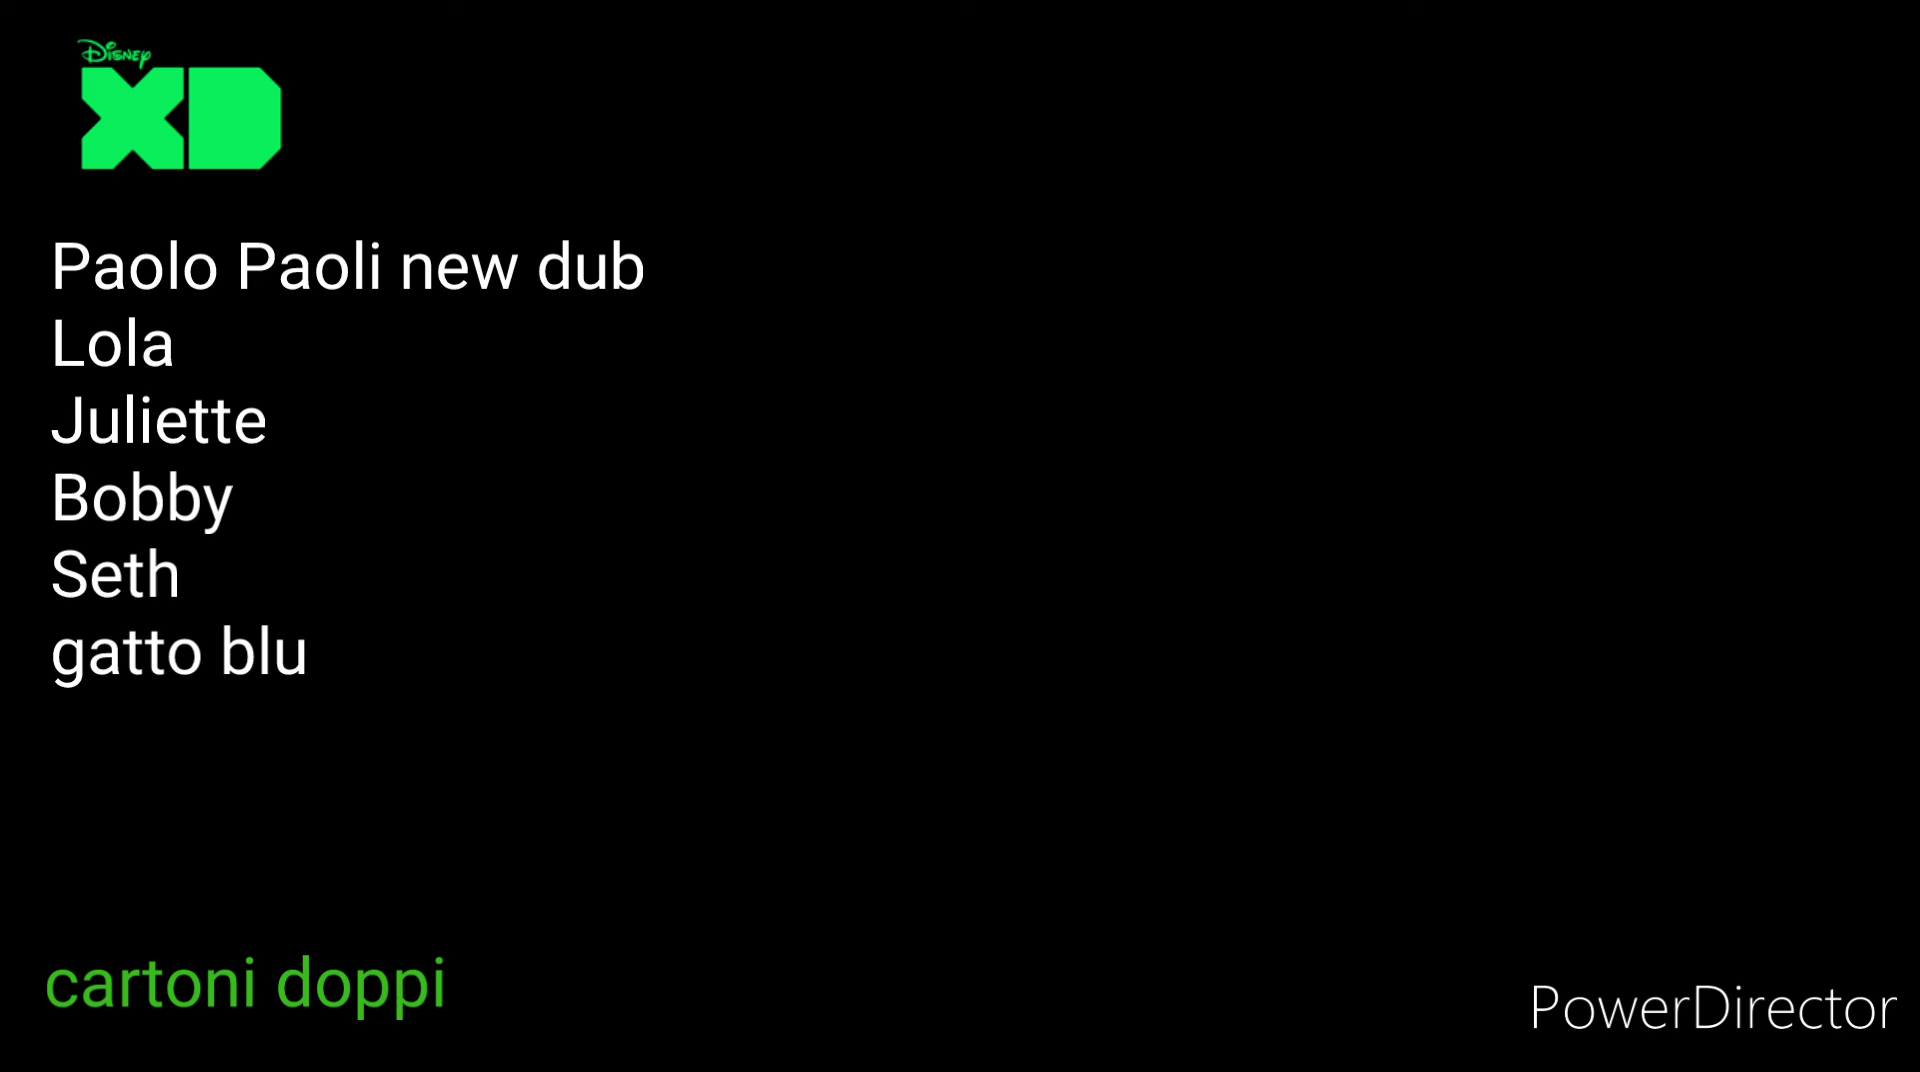 Disney
XD
Paolo Paoli new dub
Lola
Juliette
Bobby
Seth
gatto blu
cartoni doppi
PowerDirector